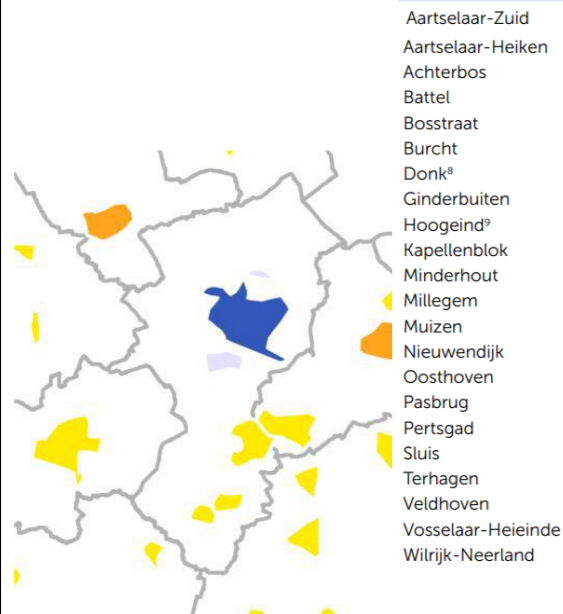 Aartselaar-Zuid
Aartselaar-Heiken
Achterbos
Battel
Bosstraat
Burcht
Donk⁸
Ginderbuiten
Hoogeind⁹
Kapellenblok
Minderhout
Millegem
Muizen
Nieuwendijk
Oosthoven
Pasbrug
Pertsgad
Sluis
Terhagen
Veldhoven
Vosselaar-Heieinde
Wilrijk-Neerland